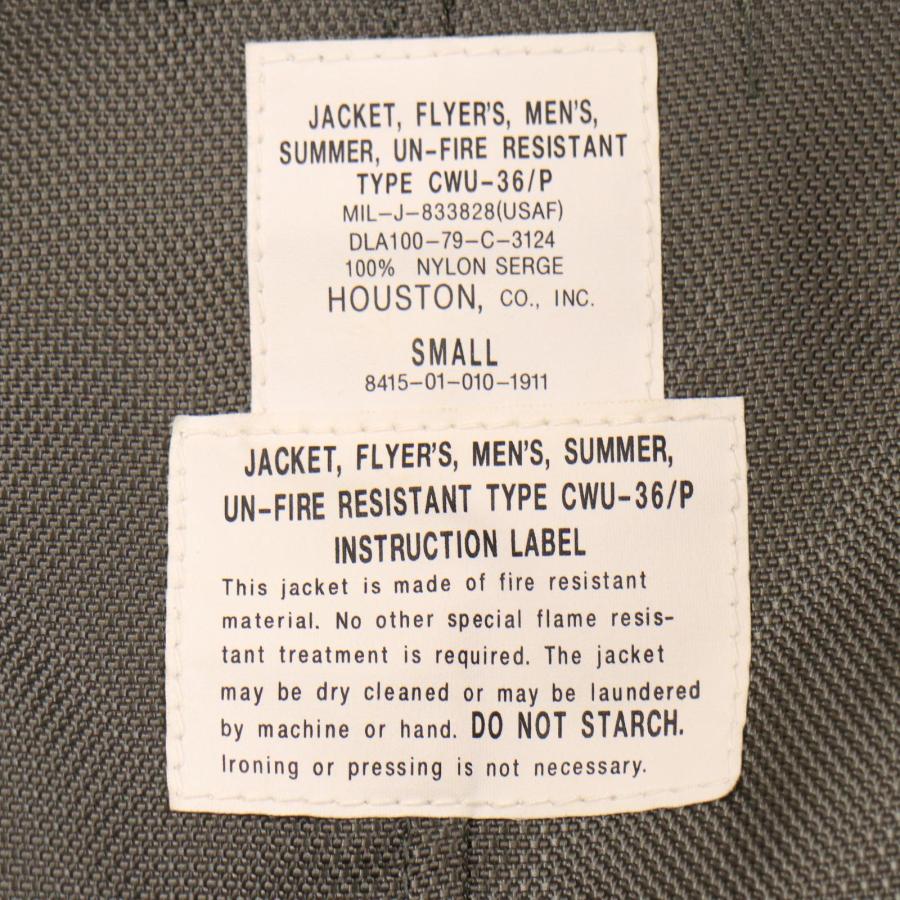 JACKET, FLYER'S, MEN'S,
SUMMER, UN-FIRE RESISTANT
TYPE CWU-36/P
MIL-J-833828(USAF)
DLA100-79-C-3124
100% NYLON SERGE
HOUSTON, CO., INC.
SMALL
8415-01-010-1911
JACKET, FLYER'S, MEN'S, SUMMER,
UN-FIRE RESISTANT TYPE CWU-36/P
INSTRUCTION LABEL
This jacket is made of fire resistant
material. No other special flame resis-
tant treatment is required. The jacket
may be dry cleaned or may be laundered
by machine or hand. DO NOT STARCH.
Ironing or pressing is not necessary.